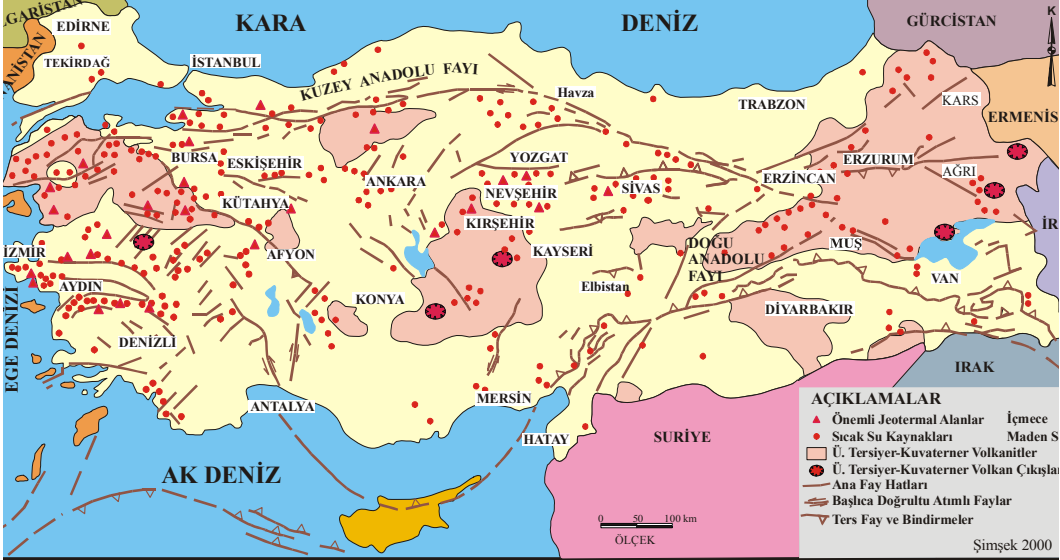 LGARİSTAN
KARA
DENİZ
GÜRCİSTAN
K
EDİRNE
TEKİRDAĞ
İSTANBUL
KUZEY ANADOLU FAYI
Havza
TRABZON
KARS
ERMENİS
BURSA
ESKİŞEHİR
ANKARA
YOZGAT
ERZURUM
AĞRI
KÜTAHYA
NEVŞEHİR
SİVAS
ERZİNCAN
KIRŞEHİR
İZMİR
AFYON
KAYSERİ
DOĞU
ANADOLU
FAYI
MUŞ
İR
VAN
AYDIN
KONYA
Elbistan
DİYARBAKIR
EGE DENİZİ
DENİZLİ
IRAK
ANTALYA
MERSİN
HATAY
SURİYE
AK DENİZ
AÇIKLAMALAR
Önemli Jeotermal Alanlar İçmece
Sıcak Su Kaynakları Maden S
Ü. Tersiyer-Kuvaterner Volkanitler
Ü. Tersiyer-Kuvaterner Volkan Çıkışları
Ana Fay Hatları
Başlıca Doğrultu Atımlı Faylar
Ters Fay ve Bindirmeler
0 50 100 km
ÖLÇEK
Şimşek 2000